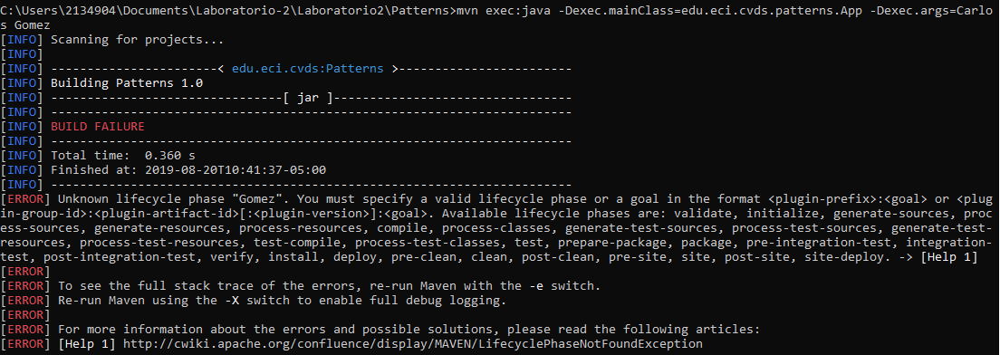 C:\Users\2134904\Documents\Laboratorio-2\Laboratorio2\Patterns>mvn exec:java -Dexec.mainClass=edu.eci.cvds.patterns.App -Dexec.args=Carlo
s Gomez
[INFO] Scanning for projects...
[INFO]
[INFO] -----------------------< edu.eci.cvds:Patterns >------------------------
[INFO] Building Patterns 1.0
[INFO] --------------------------------[ jar ]---------------------------------
[INFO] ------------------------------------------------------------------------
[INFO] BUILD FAILURE
[INFO] ------------------------------------------------------------------------
[INFO] Total time:  0.360 s
[INFO] Finished at: 2019-08-20T10:41:37-05:00
[INFO] ------------------------------------------------------------------------
[ERROR] Unknown lifecycle phase "Gomez". You must specify a valid lifecycle phase or a goal in the format <plugin-prefix>:<goal> or <plug
in-group-id>:<plugin-artifact-id>[:<plugin-version>]:<goal>. Available lifecycle phases are: validate, initialize, generate-sources, proc
ess-sources, generate-resources, process-resources, compile, process-classes, generate-test-sources, process-test-sources, generate-test-
resources, process-test-resources, test-compile, process-test-classes, test, prepare-package, package, pre-integration-test, integration-
test, post-integration-test, verify, install, deploy, pre-clean, clean, post-clean, pre-site, site, post-site, site-deploy. -> [Help 1]
[ERROR]
[ERROR] To see the full stack trace of the errors, re-run Maven with the -e switch.
[ERROR] Re-run Maven using the -X switch to enable full debug logging.
[ERROR]
[ERROR] For more information about the errors and possible solutions, please read the following articles:
[ERROR] [Help 1] http://cwiki.apache.org/confluence/display/MAVEN/LifecyclePhaseNotFoundException